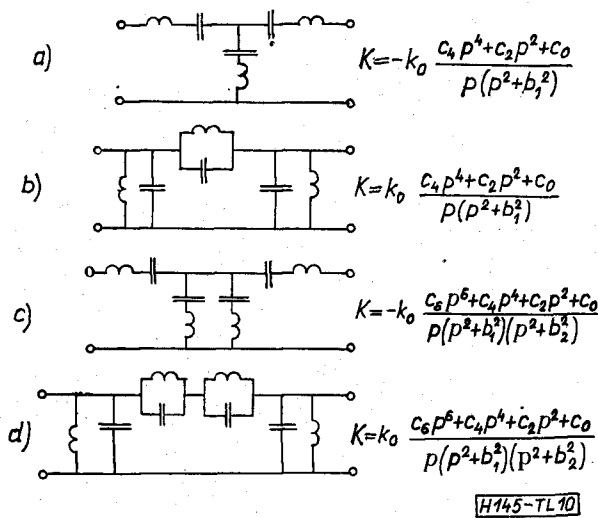 a) K=-k₀ (c₄p⁴+c₂p²+c₀)/(p(p²+b₁²))
b) K=k₀ (c₄p⁴+c₂p²+c₀)/(p(p²+b₁²))
c) K=-k₀ (c₆p⁶+c₄p⁴+c₂p²+c₀)/(p(p²+b₁²)(p²+b₂²))
d) K=k₀ (c₆p⁶+c₄p⁴+c₂p²+c₀)/(p(p²+b₁²)(p²+b₂²))
H145-TL10